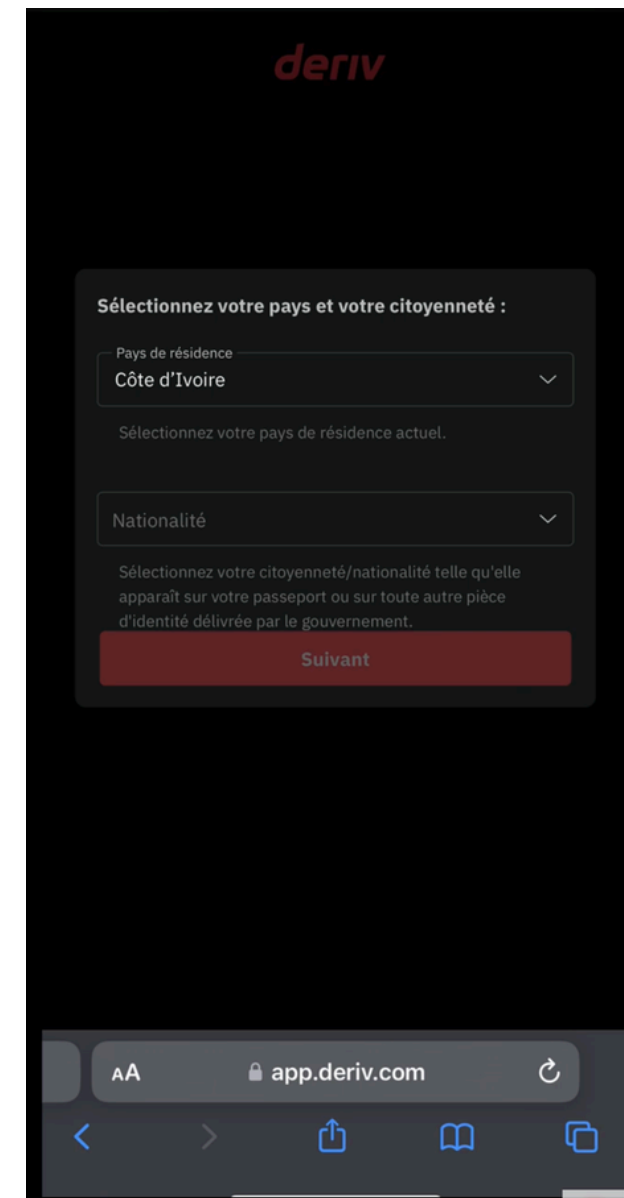 deriv
Sélectionnez votre pays et votre citoyenneté :
Pays de résidence
Côte d'Ivoire
Sélectionnez votre pays de résidence actuel.
Nationalité
Sélectionnez votre citoyenneté/nationalité telle qu'elle
apparaît sur votre passeport ou sur toute autre pièce
d'identité délivrée par le gouvernement.
Suivant
AA app.deriv.com